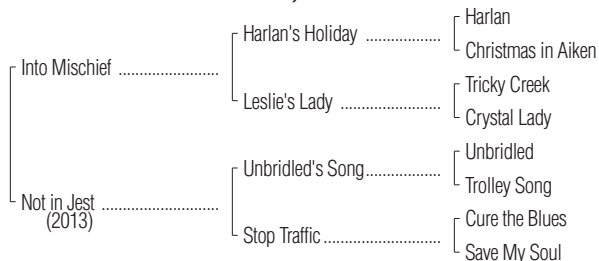 Harlan
Harlan's Holiday ..................
Christmas in Aiken
Into Mischief ........................
Tricky Creek
Leslie's Lady ........................
Crystal Lady
Unbridled
Unbridled's Song..................
Trolley Song
Not in Jest ............................
(2013)
Cure the Blues
Stop Traffic ............................
Save My Soul